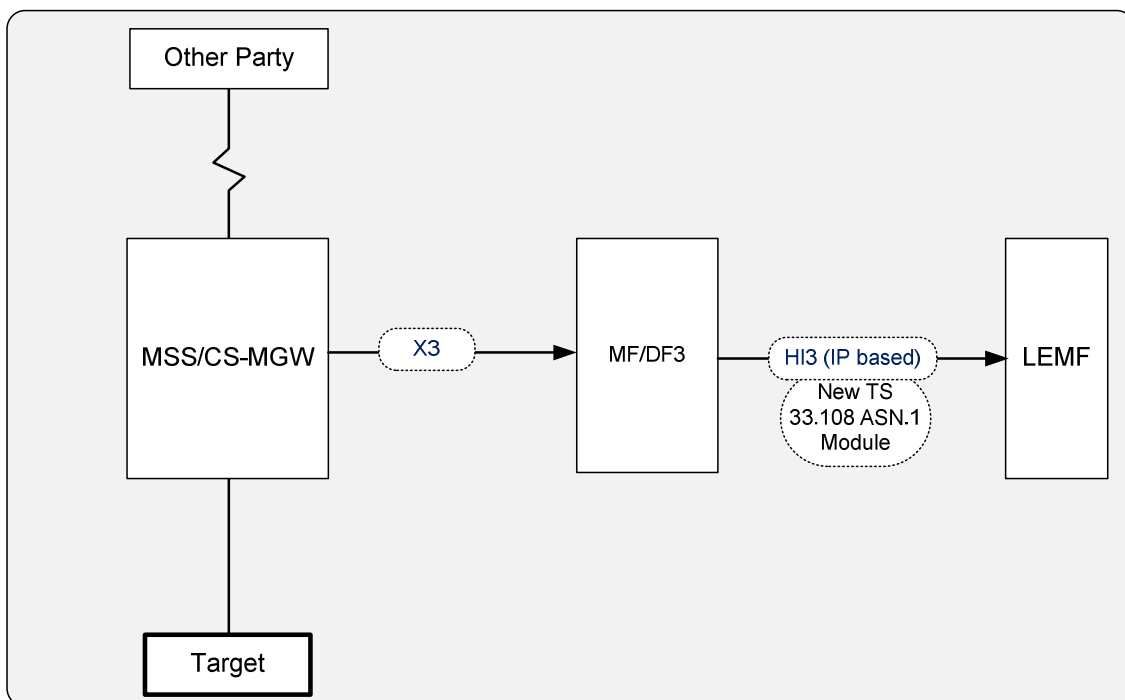 Other Party
MSS/CS-MGW
X3
MF/DF3
HI3 (IP based)
New TS
33.108 ASN.1
Module
LEMF
Target